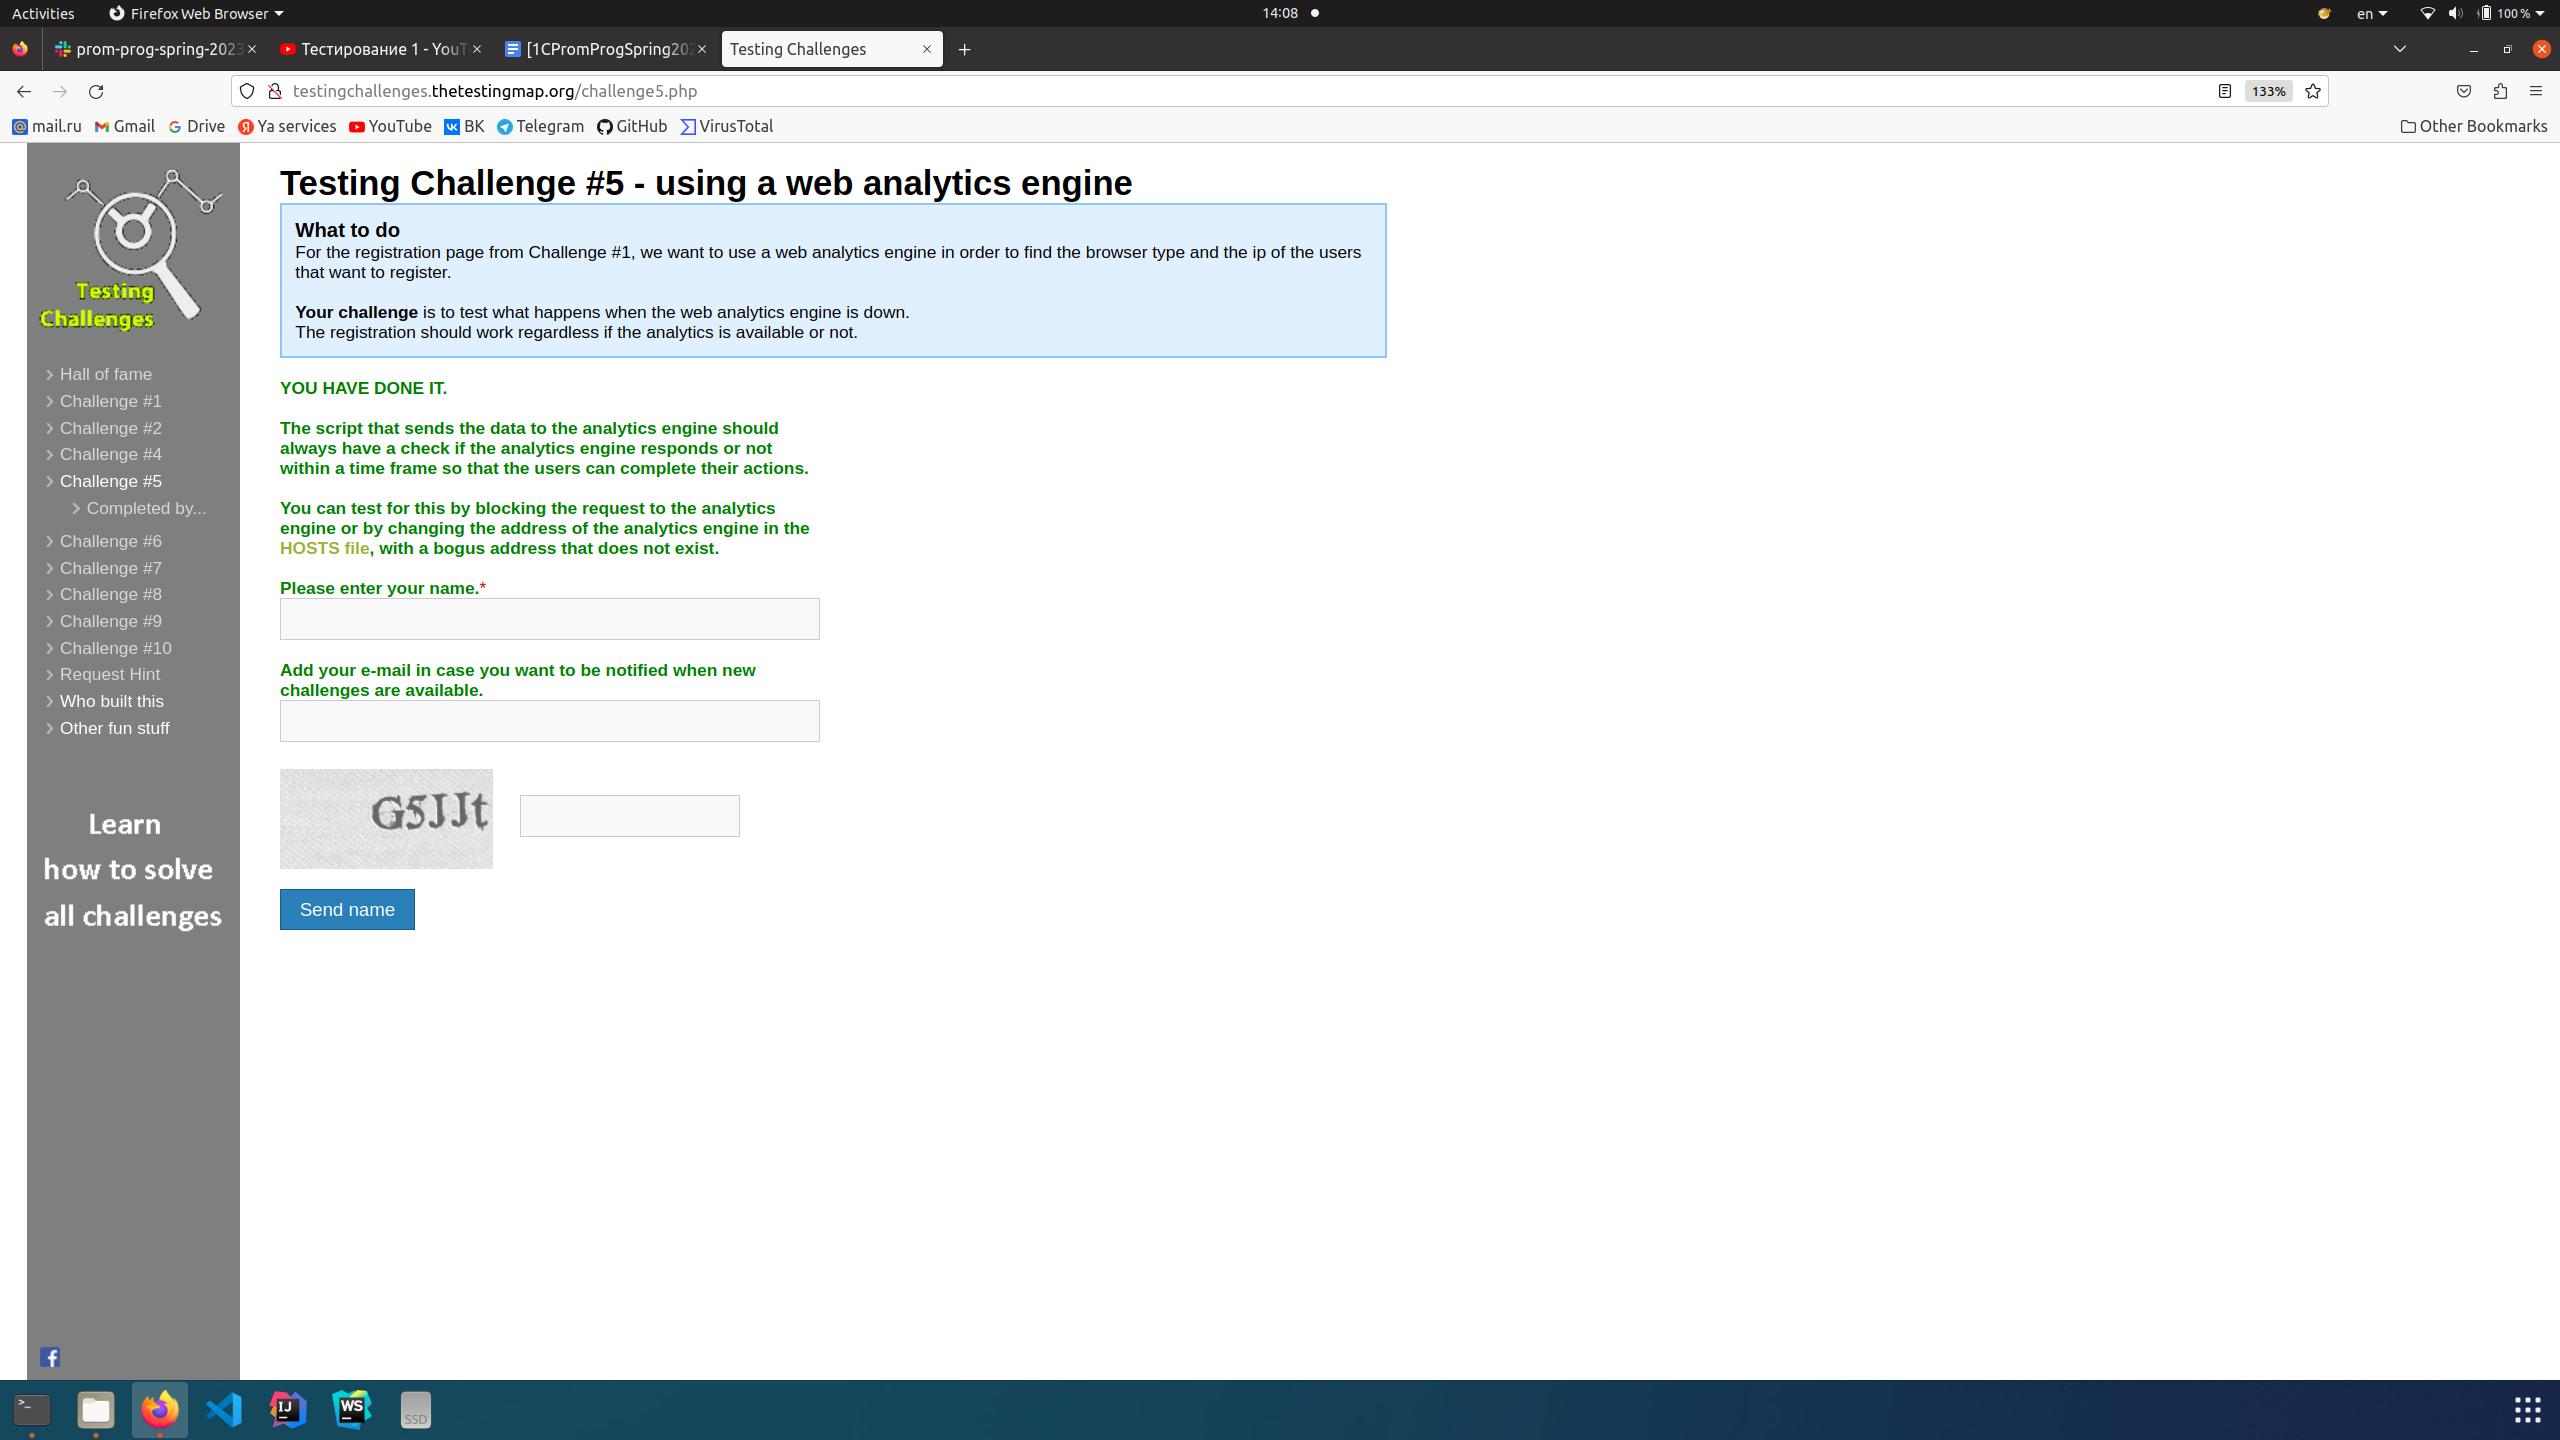 Activities
Firefox Web Browser
14:08
en
100 %
prom-prog-spring-2023
Тестирование 1 - YouT
[1CPromProgSpring202
Testing Challenges
testingchallenges.thetestingmap.org/challenge5.php
133%
mail.ru
Gmail
Drive
Ya services
YouTube
ВК
Telegram
GitHub
VirusTotal
Other Bookmarks
Testing
Challenges
Hall of fame
Challenge #1
Challenge #2
Challenge #4
Challenge #5
Completed by...
Challenge #6
Challenge #7
Challenge #8
Challenge #9
Challenge #10
Request Hint
Who built this
Other fun stuff
Learn
how to solve
all challenges
Testing Challenge #5 - using a web analytics engine
What to do
For the registration page from Challenge #1, we want to use a web analytics engine in order to find the browser type and the ip of the users
that want to register.
Your challenge is to test what happens when the web analytics engine is down.
The registration should work regardless if the analytics is available or not.
YOU HAVE DONE IT.
The script that sends the data to the analytics engine should
always have a check if the analytics engine responds or not
within a time frame so that the users can complete their actions.
You can test for this by blocking the request to the analytics
engine or by changing the address of the analytics engine in the
HOSTS file, with a bogus address that does not exist.
Please enter your name.*
Add your e-mail in case you want to be notified when new
challenges are available.
G5JJt
Send name
IJ
WS
SSD